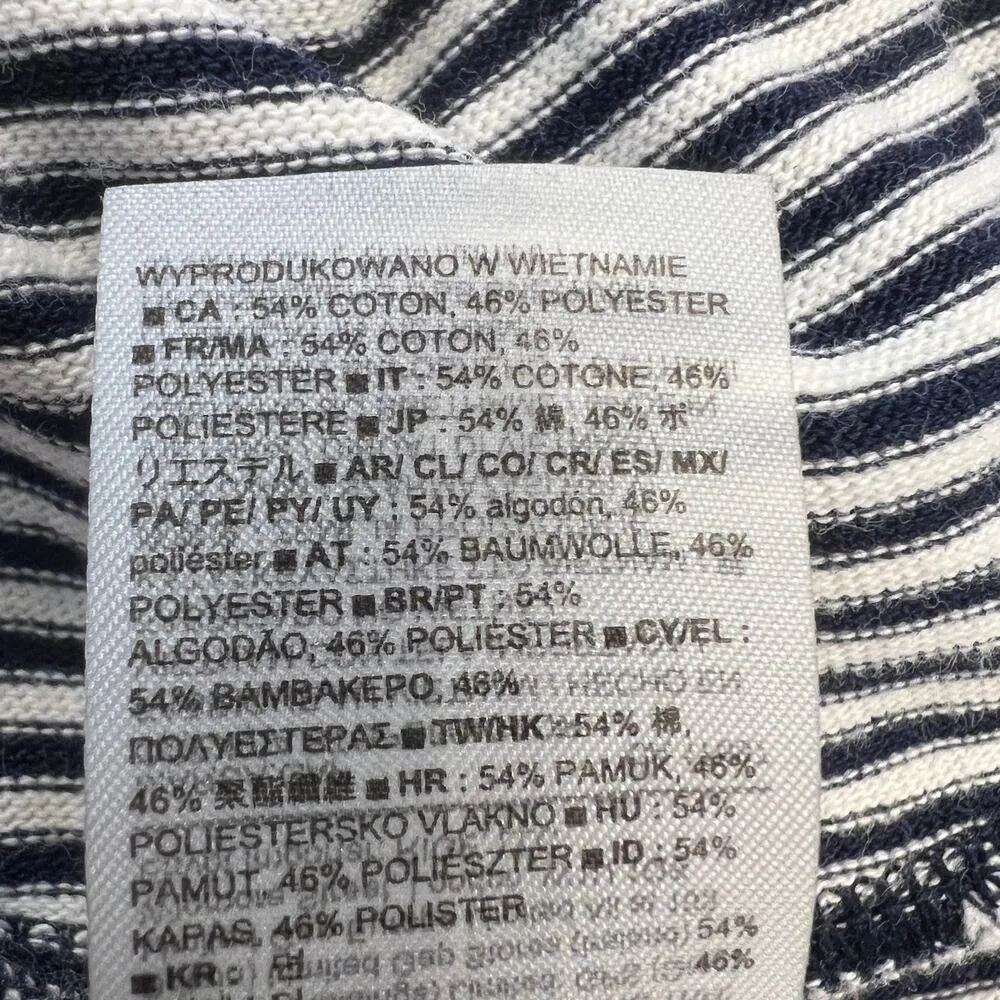 WYPRODUKOWANO W WIETNAMIE
■ CA : 54% COTON, 46% POLYESTER
■ FR/MA : 54% COTON, 46%
POLYESTER ■ IT : 54% COTONE, 46%
POLIESTERE ■ JP : 54% 綿, 46% ポ
リエステル ■ AR/ CL/ CO/ CR/ ES/ MX/
PA/ PE/ PY/ UY : 54% algodón, 46%
poliéster ■ AT : 54% BAUMWOLLE, 46%
POLYESTER ■ BR/PT : 54%
ALGODÃO, 46% POLIÉSTER ■ CY/EL :
54% ΒΑΜΒΑΚΕΡΟ, 46%
ΠΟΛΥΕΣΤΕΡΑΣ ■ TW/HK : 54% 棉,
46% 聚酯纖維 ■ HR : 54% PAMUK, 46%
POLIESTERSKO VLAKNO ■ HU : 54%
PAMUT, 46% POLIÉSZTER ■ ID : 54%
KAPAS, 46% POLISTER
■ KR : 면 54%
46%